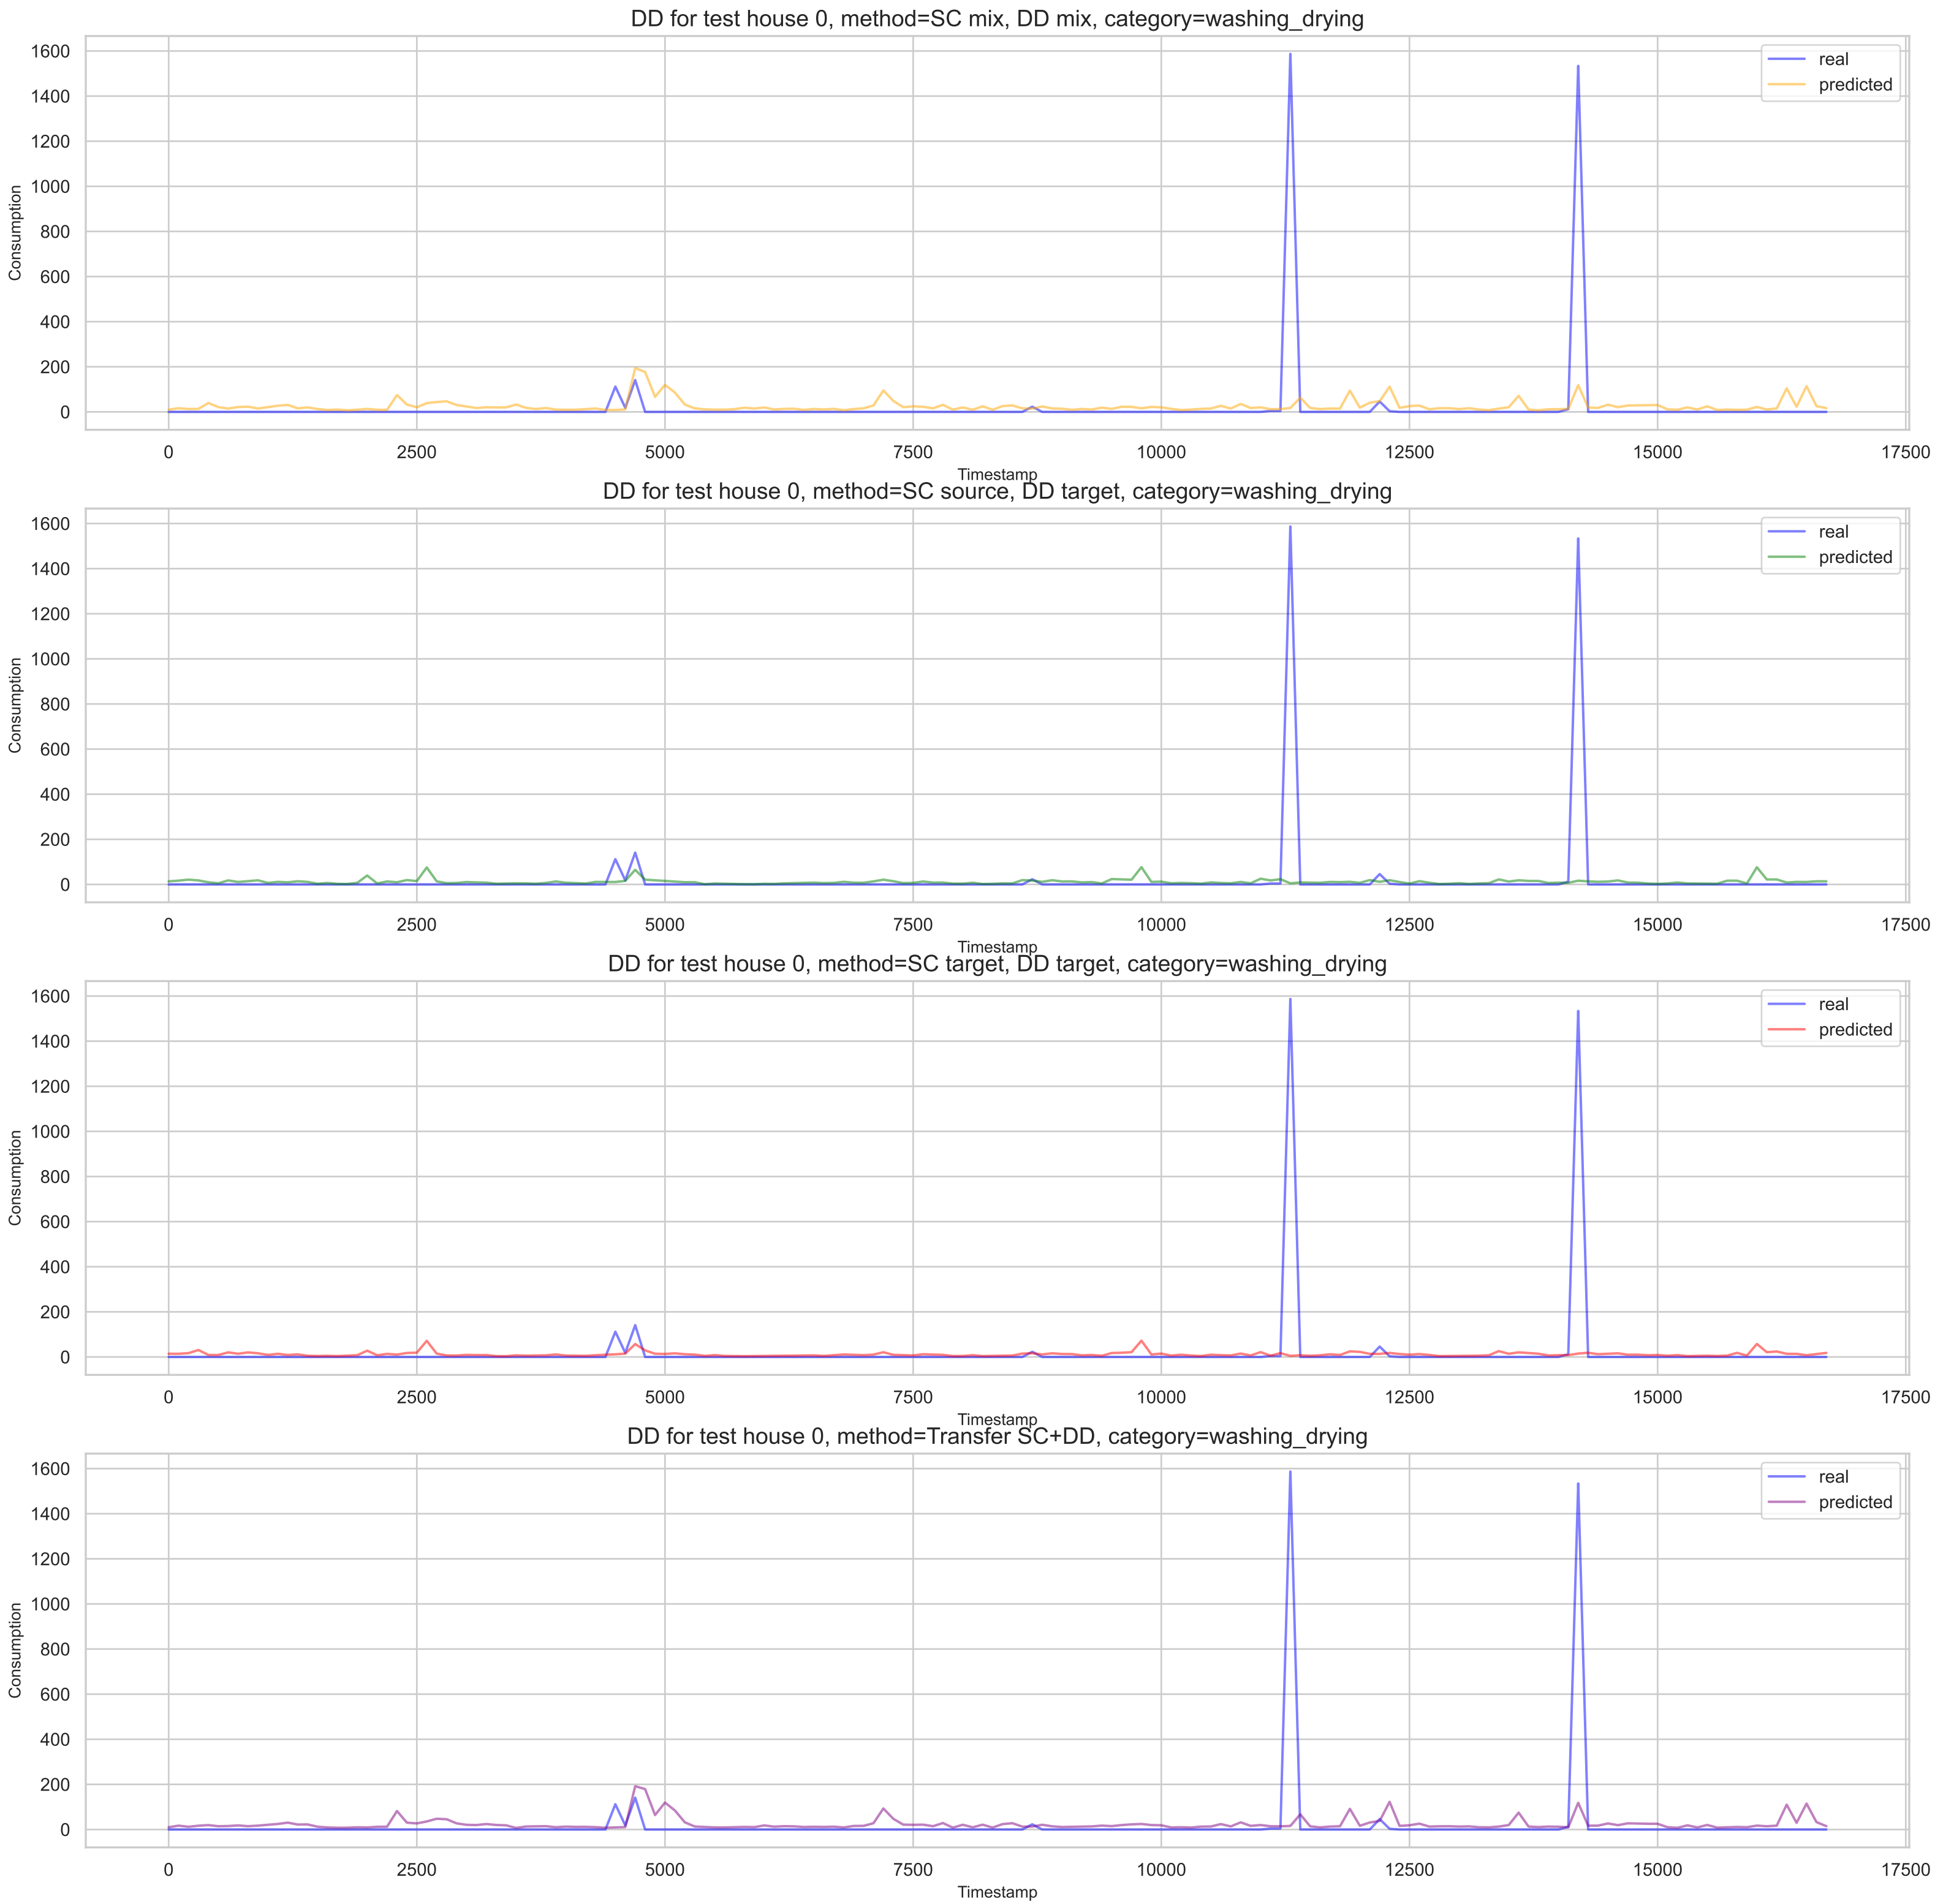 DD for test house 0, method=SC mix, DD mix, category=washing_drying
1600
1400
1200
1000
800
600
400
200
0
Consumption
real
predicted
0 2500 5000 7500 10000 12500 15000 17500
Timestamp
DD for test house 0, method=SC source, DD target, category=washing_drying
1600
1400
1200
1000
800
600
400
200
0
Consumption
real
predicted
0 2500 5000 7500 10000 12500 15000 17500
Timestamp
DD for test house 0, method=SC target, DD target, category=washing_drying
1600
1400
1200
1000
800
600
400
200
0
Consumption
real
predicted
0 2500 5000 7500 10000 12500 15000 17500
Timestamp
DD for test house 0, method=Transfer SC+DD, category=washing_drying
1600
1400
1200
1000
800
600
400
200
0
Consumption
real
predicted
0 2500 5000 7500 10000 12500 15000 17500
Timestamp